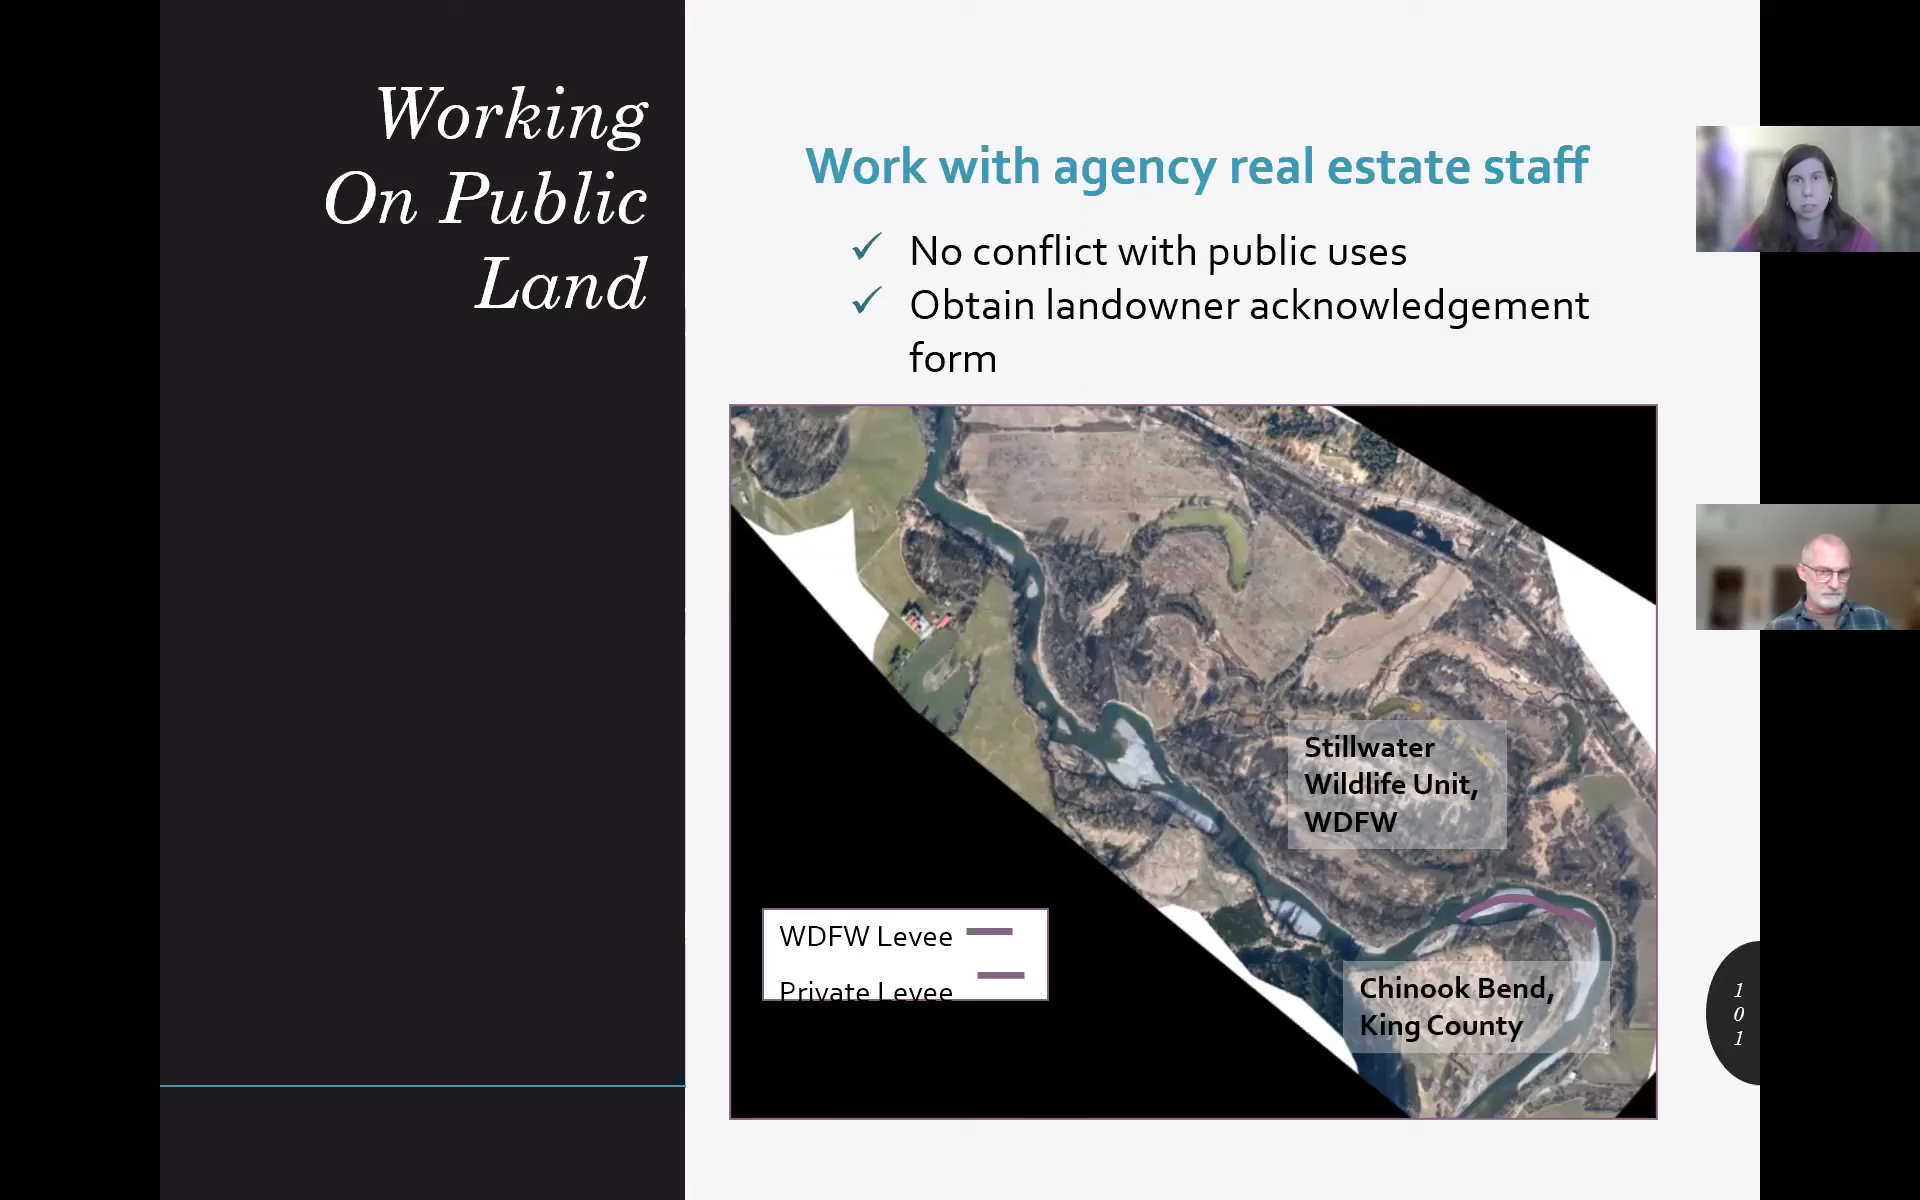 Working
On Public
Land
Work with agency real estate staff
✓ No conflict with public uses
✓ Obtain landowner acknowledgement
form
Stillwater
Wildlife Unit,
WDFW
WDFW Levee
Private Levee
Chinook Bend,
King County
1
0
1